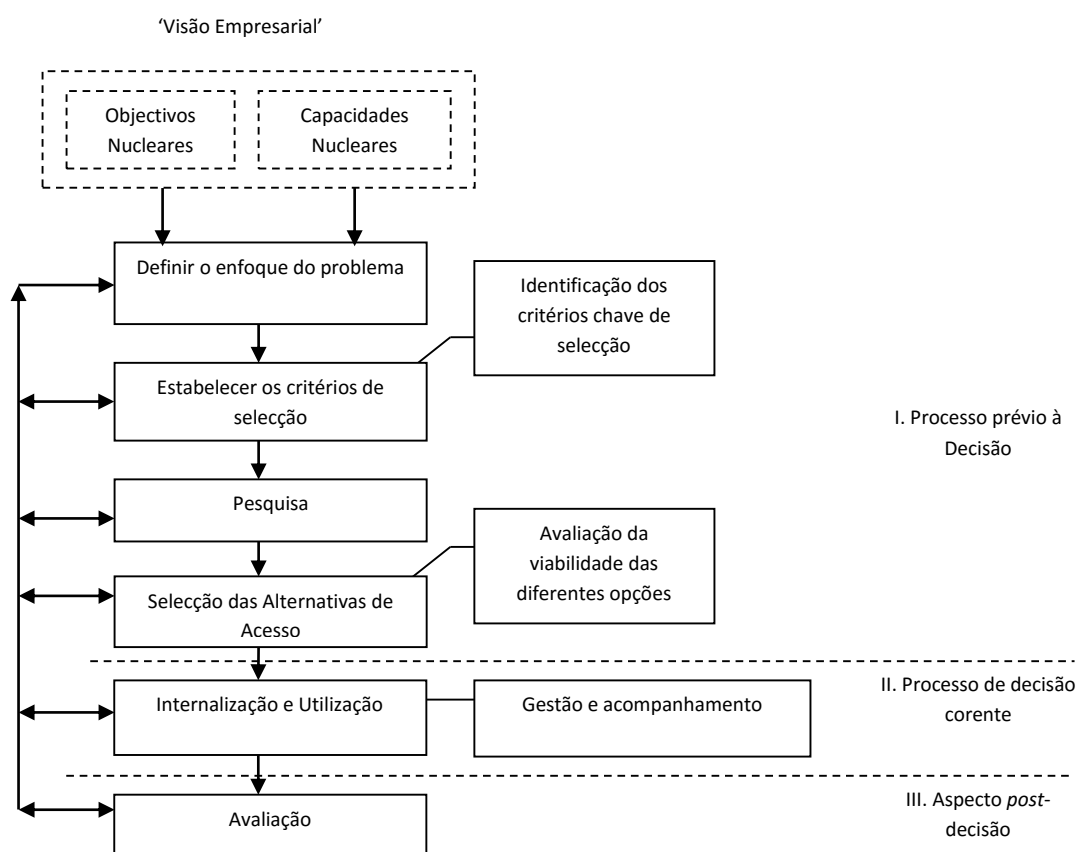 ‘Visão Empresarial’
Objectivos
Nucleares
Capacidades
Nucleares
Definir o enfoque do problema
Identificação dos
critérios chave de
selecção
Estabelecer os critérios de
selecção
I. Processo prévio à
Decisão
Pesquisa
Avaliação da
viabilidade das
diferentes opções
Selecção das Alternativas de
Acesso
Internalização e Utilização
Gestão e acompanhamento
II. Processo de decisão
corente
Avaliação
III. Aspecto post-
decisão